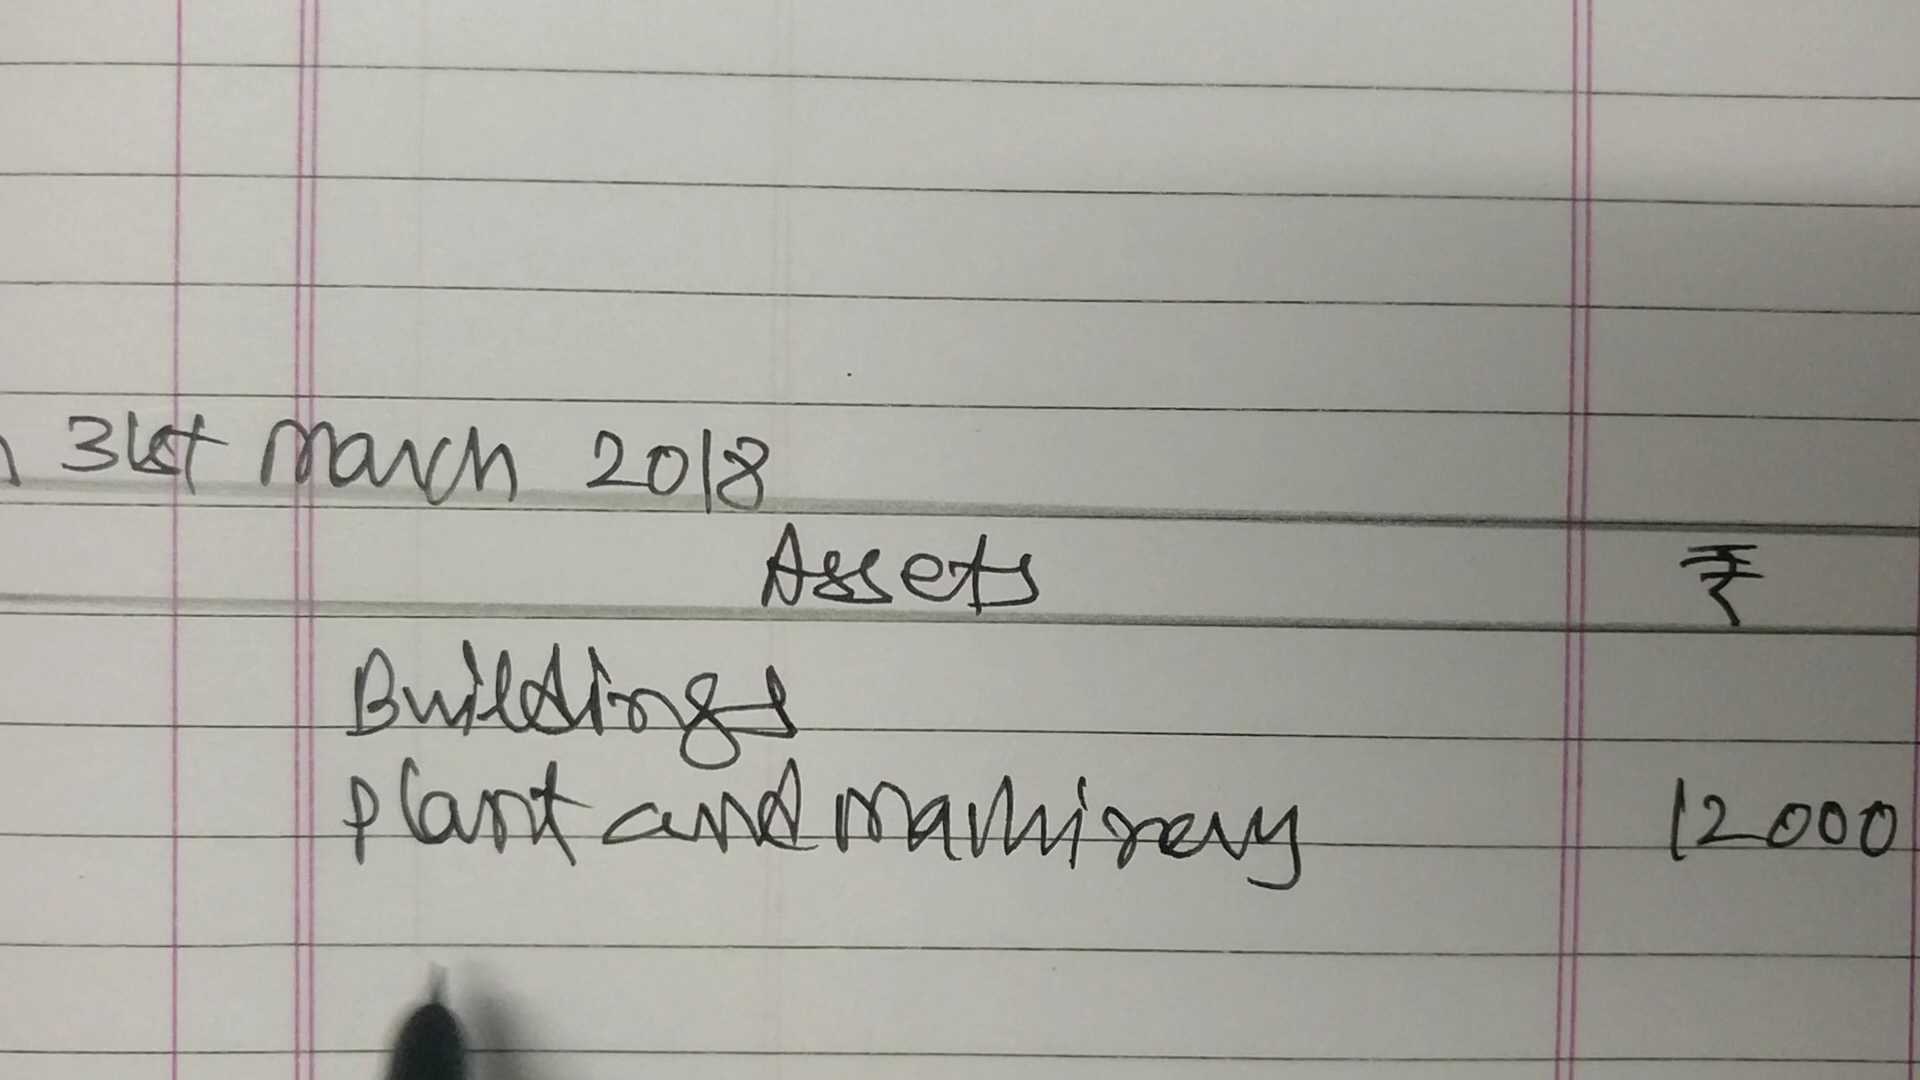 31st March 2018
Assets ₹
Buildings
Plant and Machinery 12000